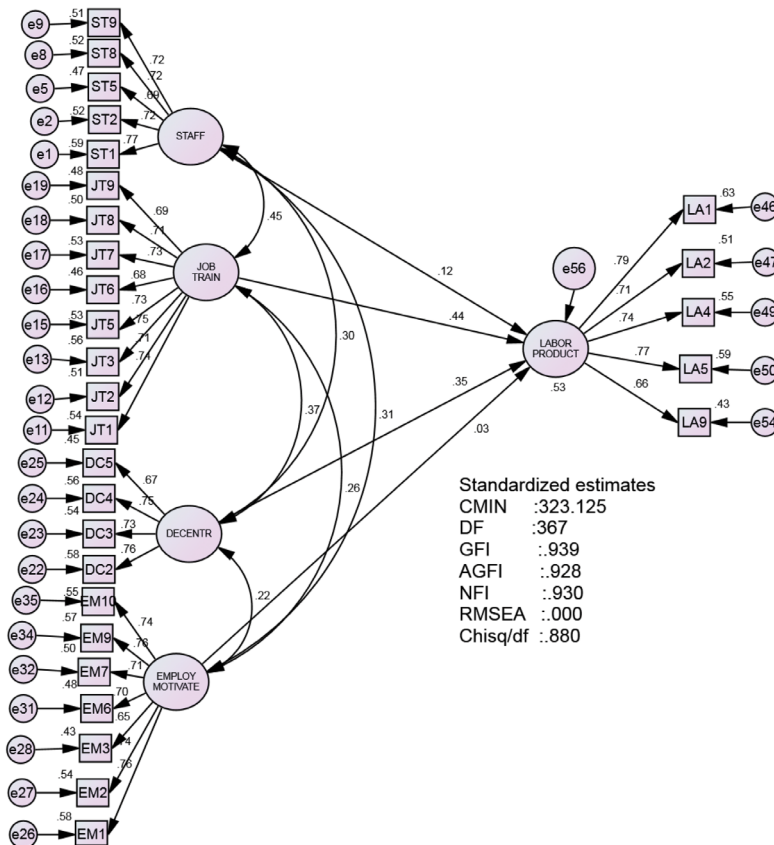 .51
e9
ST9
.52
e8
ST8
.47
e5
ST5
.52
e2
ST2
.59
e1
ST1
.72
.72
.69
.72
.77
STAFF
.48
e19
JT9
.50
e18
JT8
.53
e17
JT7
.46
e16
JT6
.53
e15
JT5
.56
e13
JT3
.51
e12
JT2
.54
e11
JT1
.69
.71
.73
.68
.73
.75
.71
.74
JOB
TRAIN
.45
e25
DC5
.56
e24
DC4
.54
e23
DC3
.58
e22
DC2
.67
.75
.73
.76
DECENTR
.55
e35
EM10
.57
e34
EM9
.50
e32
EM7
.48
e31
EM6
.43
e28
EM3
.54
e27
EM2
.58
e26
EM1
.74
.76
.71
.70
.65
.74
.76
EMPLOY
MOTIVATE
.45
.30
.37
.31
.26
.22
.12
.44
.35
.03
e56
LABOR
PRODUCT
.53
.79
.71
.74
.77
.66
LA1
.63
e46
LA2
.51
e47
LA4
.55
e49
LA5
.59
e50
LA9
.43
e54
Standardized estimates
CMIN :323.125
DF :367
GFI :.939
AGFI :.928
NFI :.930
RMSEA :.000
Chisq/df :.880